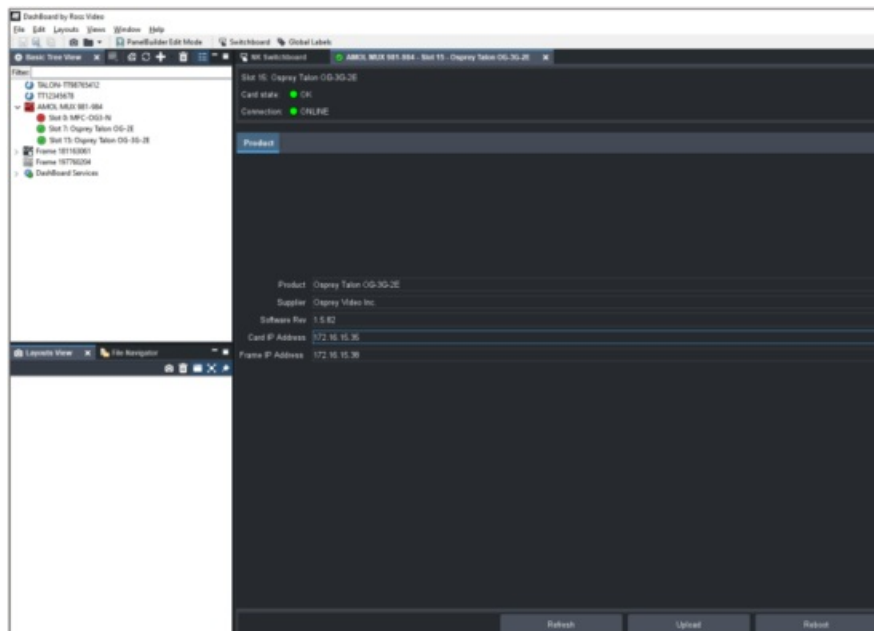 DashBoard by Ross Video
File Edit Layouts Views Window Help
PanelBuilder Edit Mode Switchboard Global Labels
Basic Tree View
NK Switchboard
AMOL MUX 981-984 - Slot 15 - Osprey Talon OG-3G-2E
Filter:
TALON-TT98765412
TT12345678
AMOL MUX 981-984
Slot 0: MFC-OG3-N
Slot 7: Osprey Talon OG-2E
Slot 15: Osprey Talon OG-3G-2E
Frame 181163061
Frame 197760204
DashBoard Services
Slot 15: Osprey Talon OG-3G-2E
Card state: OK
Connection: ONLINE
Product
Product Osprey Talon OG-3G-2E
Supplier Osprey Video Inc.
Software Rev 1.5.62
Card IP Address 172.16.15.35
Frame IP Address 172.16.15.38
Layouts View File Navigator
Refresh Upload Reboot